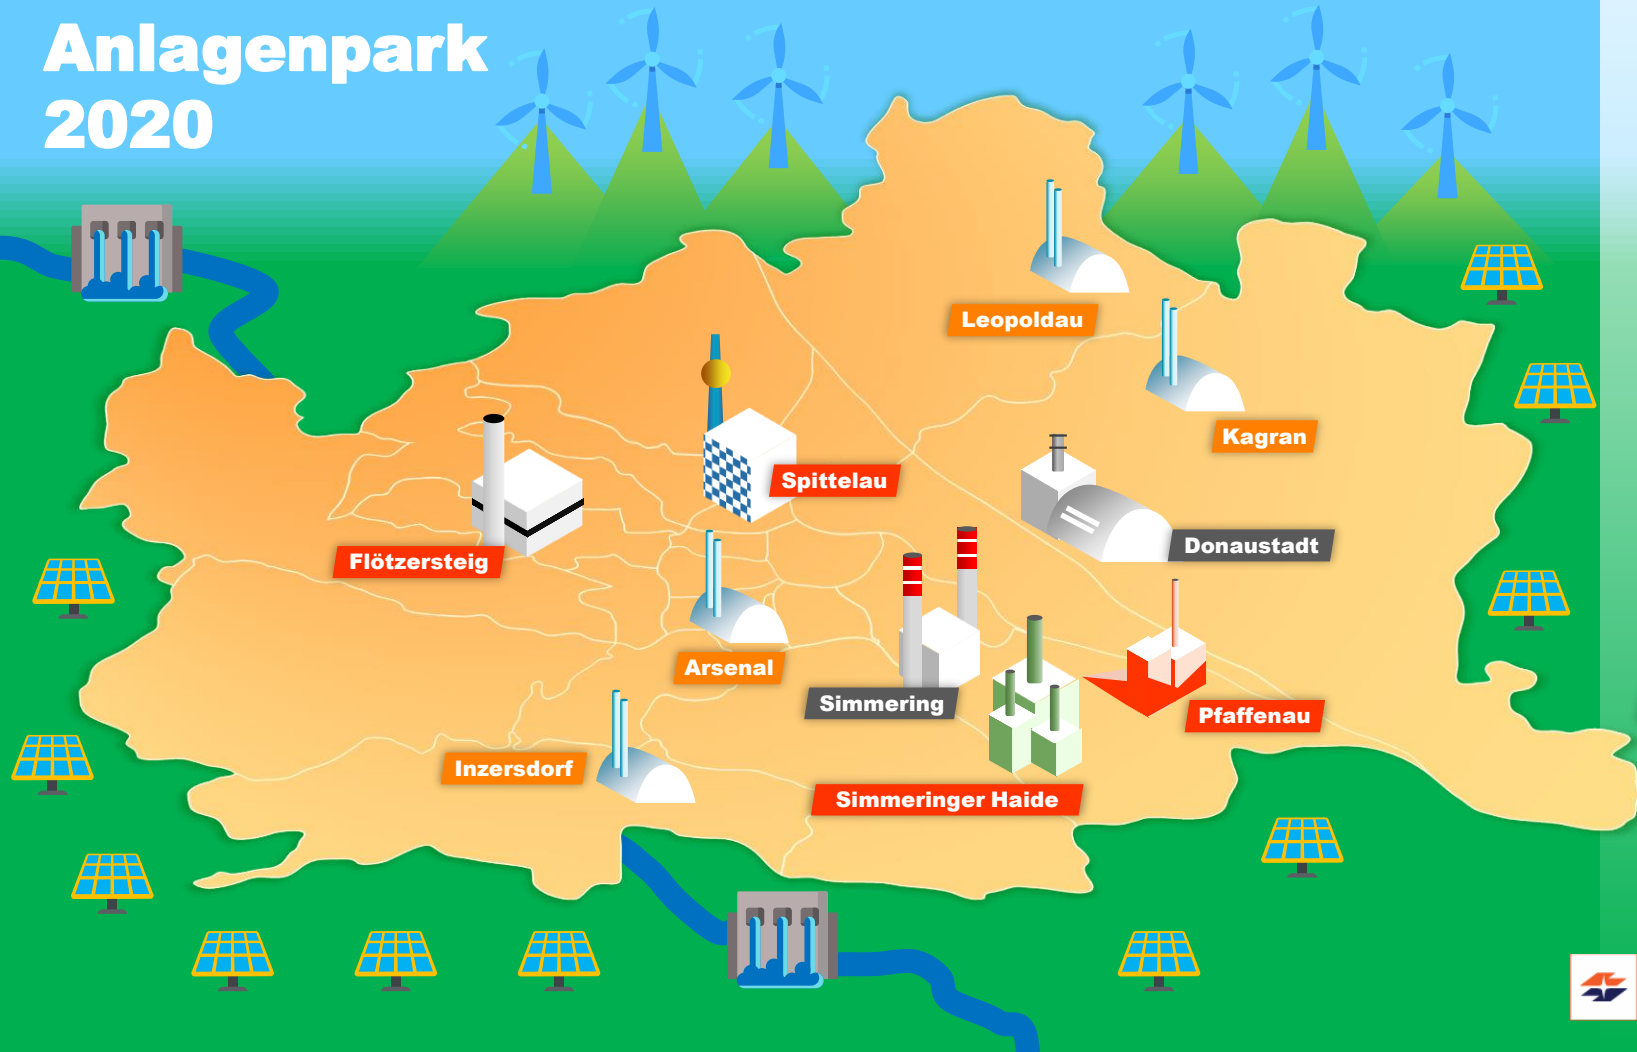 Anlagenpark
2020
Leopoldau
Kagran
Spittelau
Donaustadt
Flötzersteig
Arsenal
Simmering
Pfaffenau
Inzersdorf
Simmeringer Haide